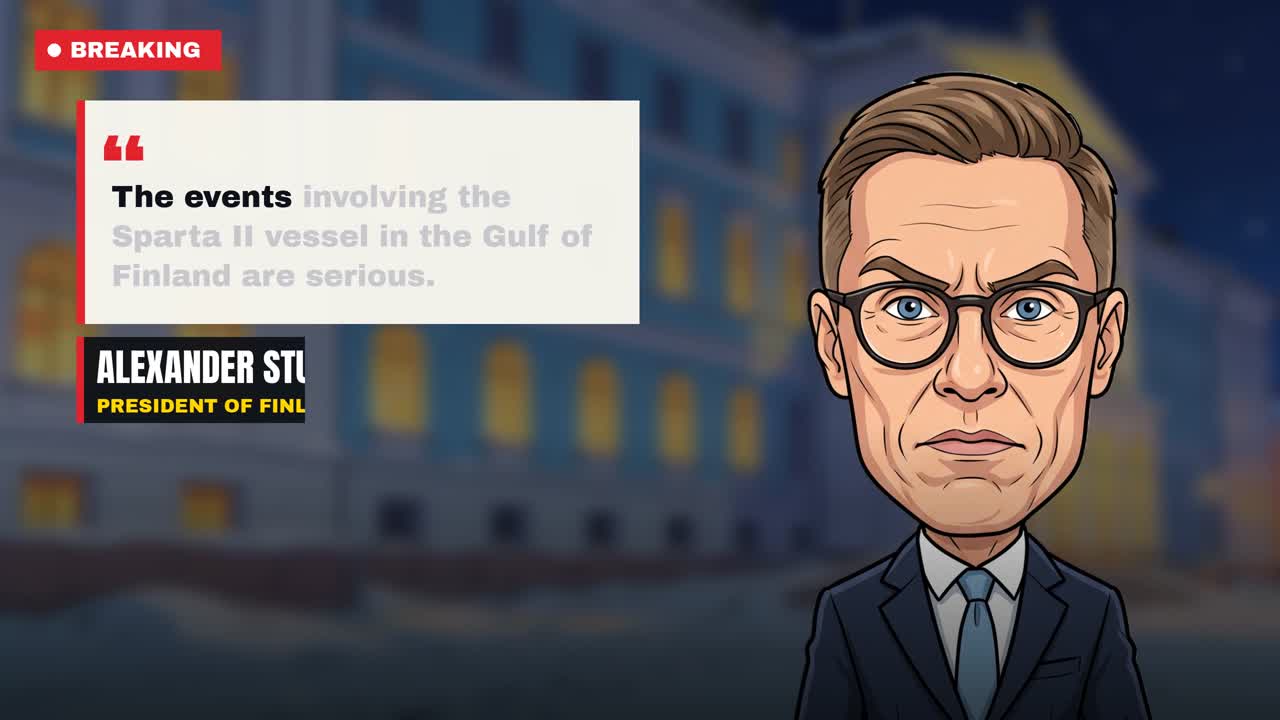 BREAKING
“
The events involving the
Sparta II vessel in the Gulf of
Finland are serious.
ALEXANDER STU
PRESIDENT OF FINL